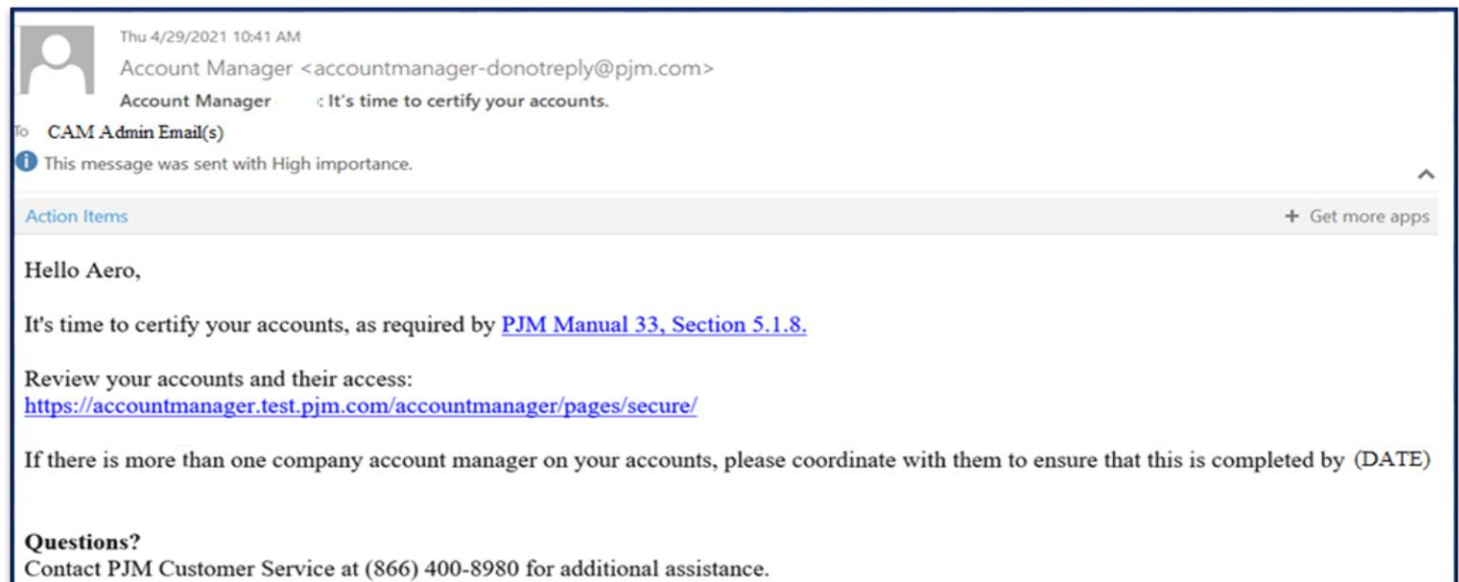 Thu 4/29/2021 10:41 AM
Account Manager <accountmanager-donotreply@pjm.com>
Account Manager : It's time to certify your accounts.
To CAM Admin Email(s)
This message was sent with High importance.
Action Items + Get more apps
Hello Aero,
It's time to certify your accounts, as required by PJM Manual 33, Section 5.1.8.
Review your accounts and their access:
https://accountmanager.test.pjm.com/accountmanager/pages/secure/
If there is more than one company account manager on your accounts, please coordinate with them to ensure that this is completed by (DATE)
Questions?
Contact PJM Customer Service at (866) 400-8980 for additional assistance.